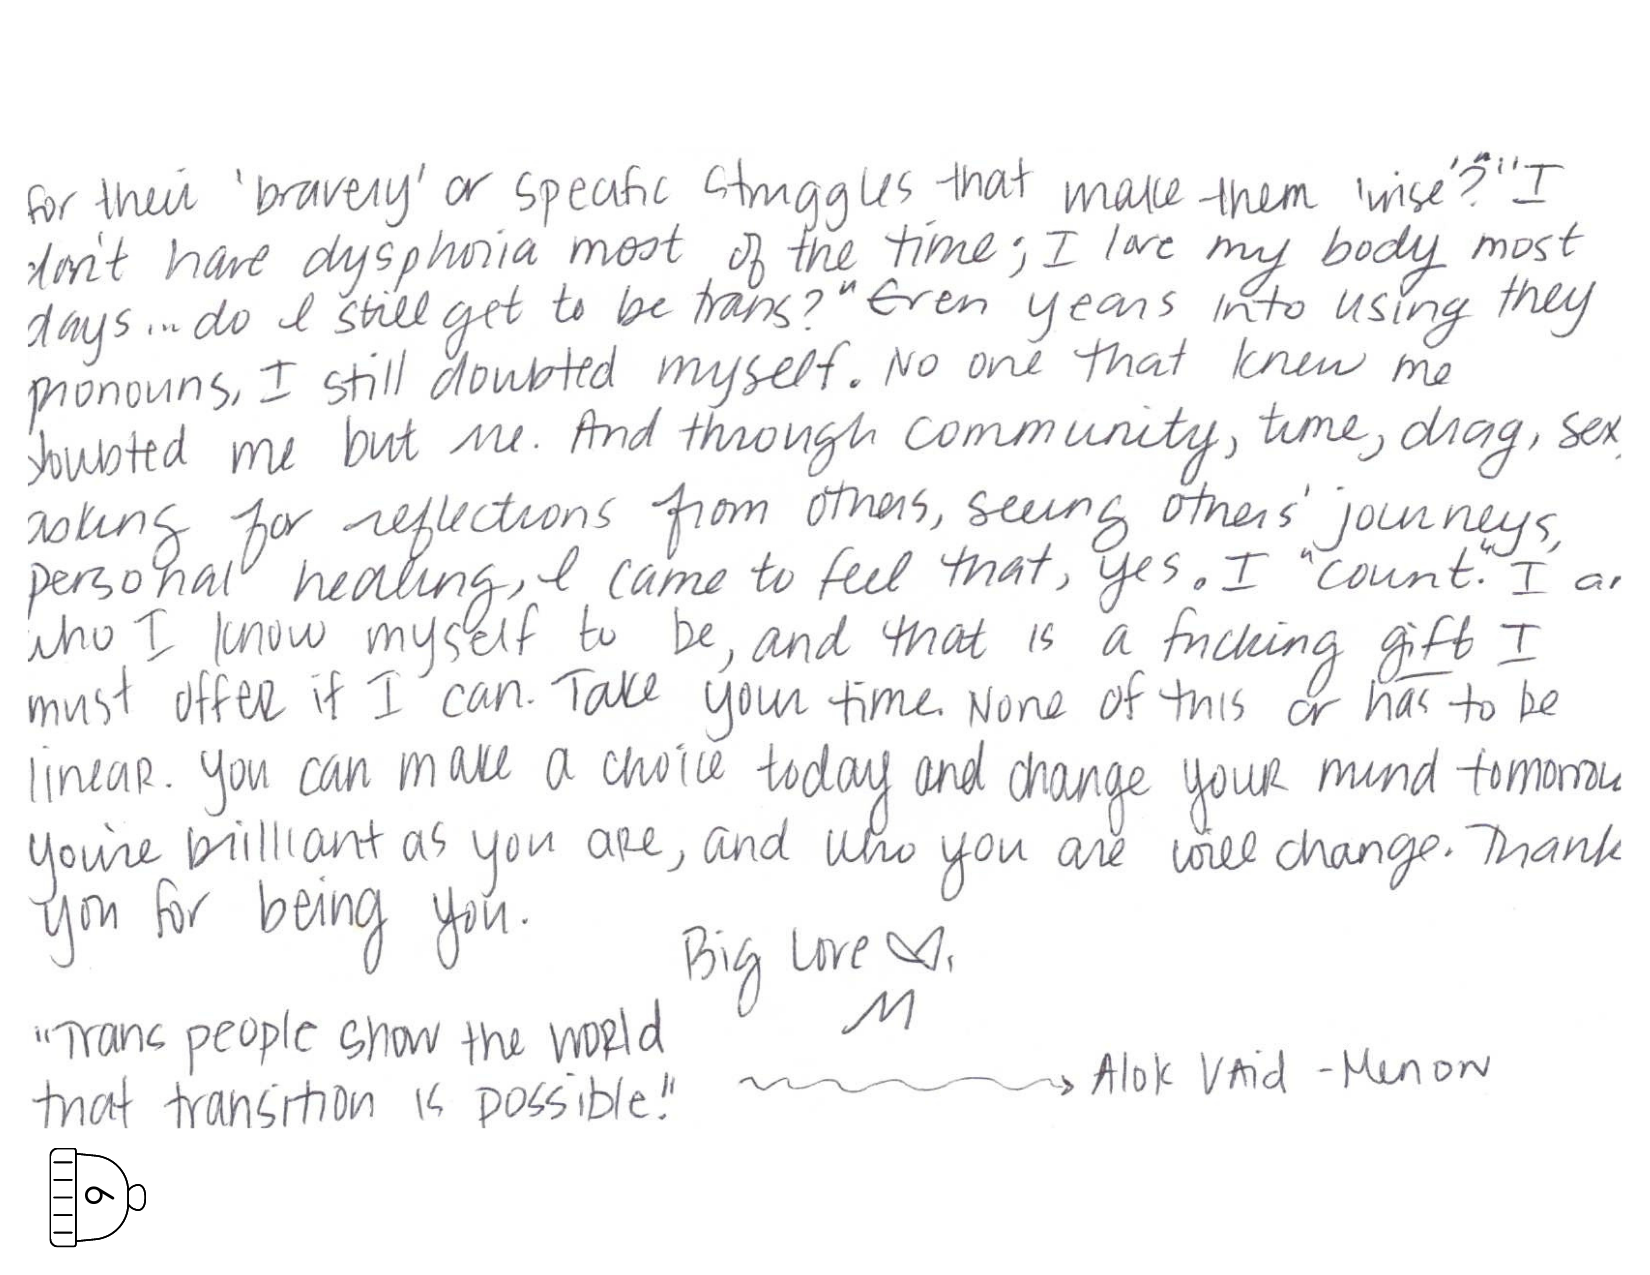 for their 'bravery' or specific struggles that make them 'wise'?" "I
don't have dysphoria most of the time; I love my body most
days... do I still get to be trans?" Even years into using they
pronouns, I still doubted myself. No one that knew me
doubted me but me. And through community, time, drag, sex,
asking for reflections from others, seeing others' journeys,
personal healing, I came to feel that, yes. I "count." I a
who I know myself to be, and that is a fucking gift I
must offer if I can. Take your time. None of this or has to be
linear. You can make a choice today and change your mind tomorrow
you're brilliant as you are, and who you are will change. Thank
you for being you.
Big Love ♡,
M
"Trans people show the world
that transition is possible!"
→ Alok Vaid-Menon
6